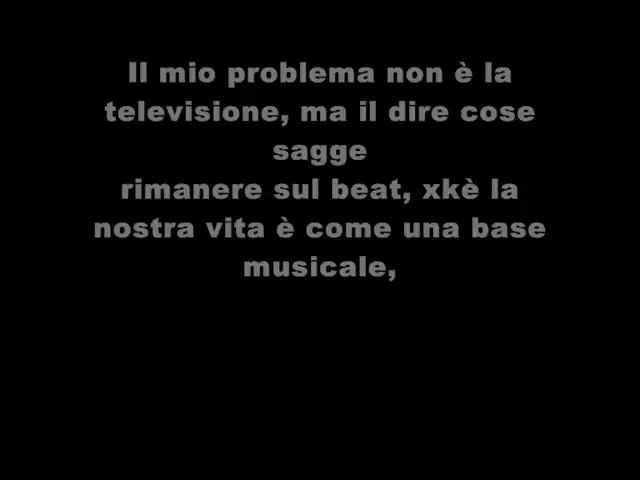 Il mio problema non è la
televisione, ma il dire cose
sagge
rimanere sul beat, xkè la
nostra vita è come una base
musicale,